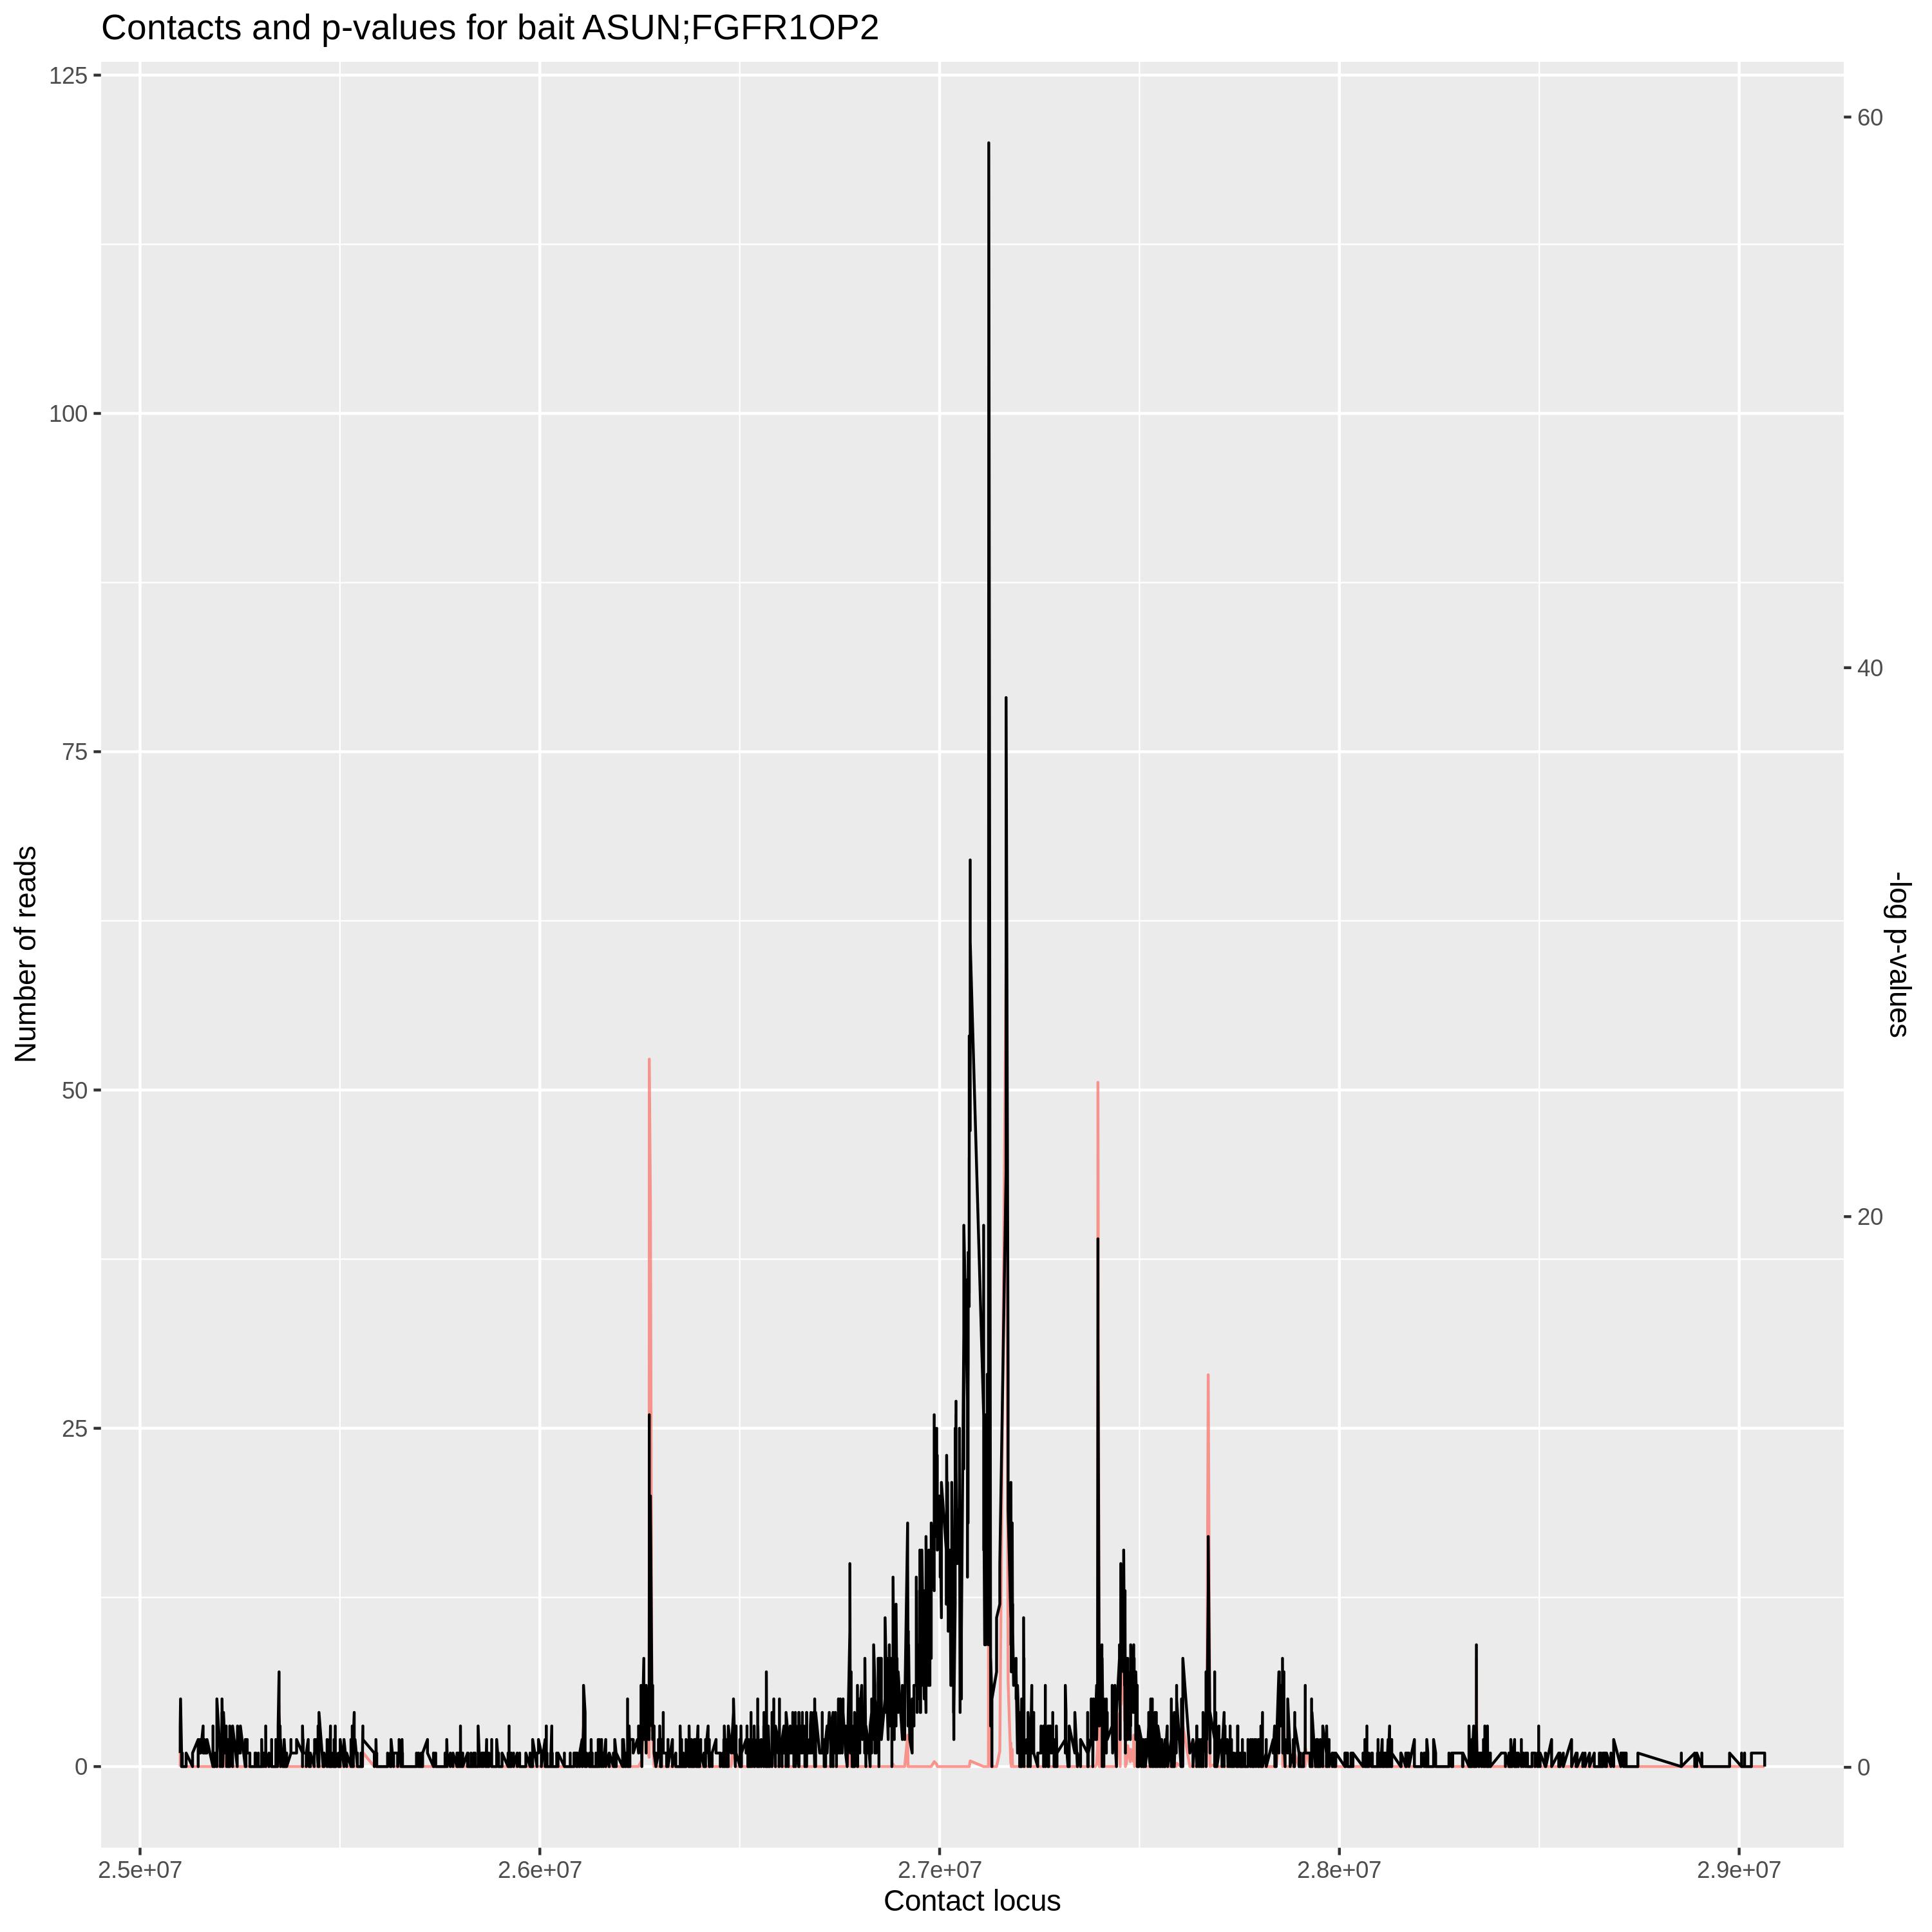 Contacts and p-values for bait ASUN;FGFR1OP2
125
100
75
50
25
0
Number of reads
60
40
20
0
-log p-values
2.5e+07
2.6e+07
2.7e+07
2.8e+07
2.9e+07
Contact locus